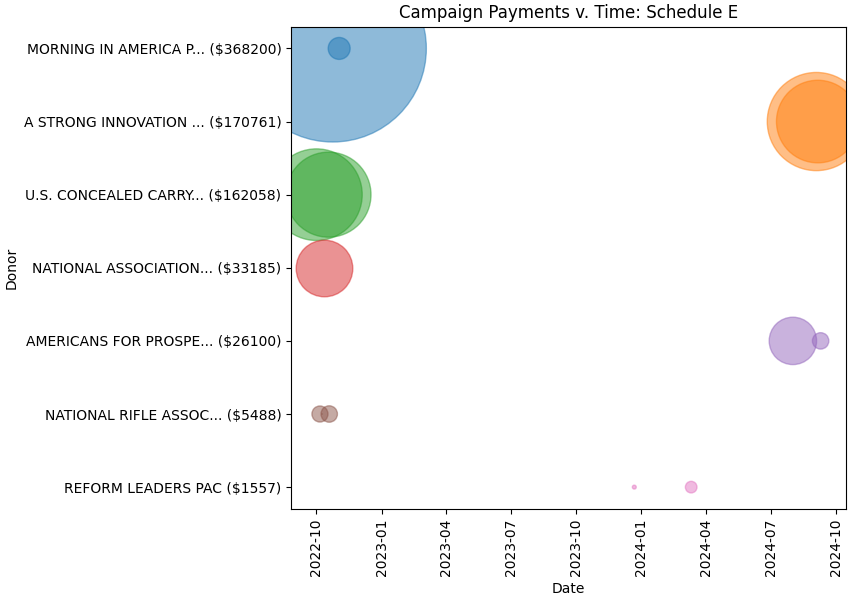 Campaign Payments v. Time: Schedule E
Donor
MORNING IN AMERICA P... ($368200)
A STRONG INNOVATION ... ($170761)
U.S. CONCEALED CARRY... ($162058)
NATIONAL ASSOCIATION... ($33185)
AMERICANS FOR PROSPE... ($26100)
NATIONAL RIFLE ASSOC... ($5488)
REFORM LEADERS PAC ($1557)
2022-10
2023-01
2023-04
2023-07
2023-10
2024-01
2024-04
2024-07
2024-10
Date